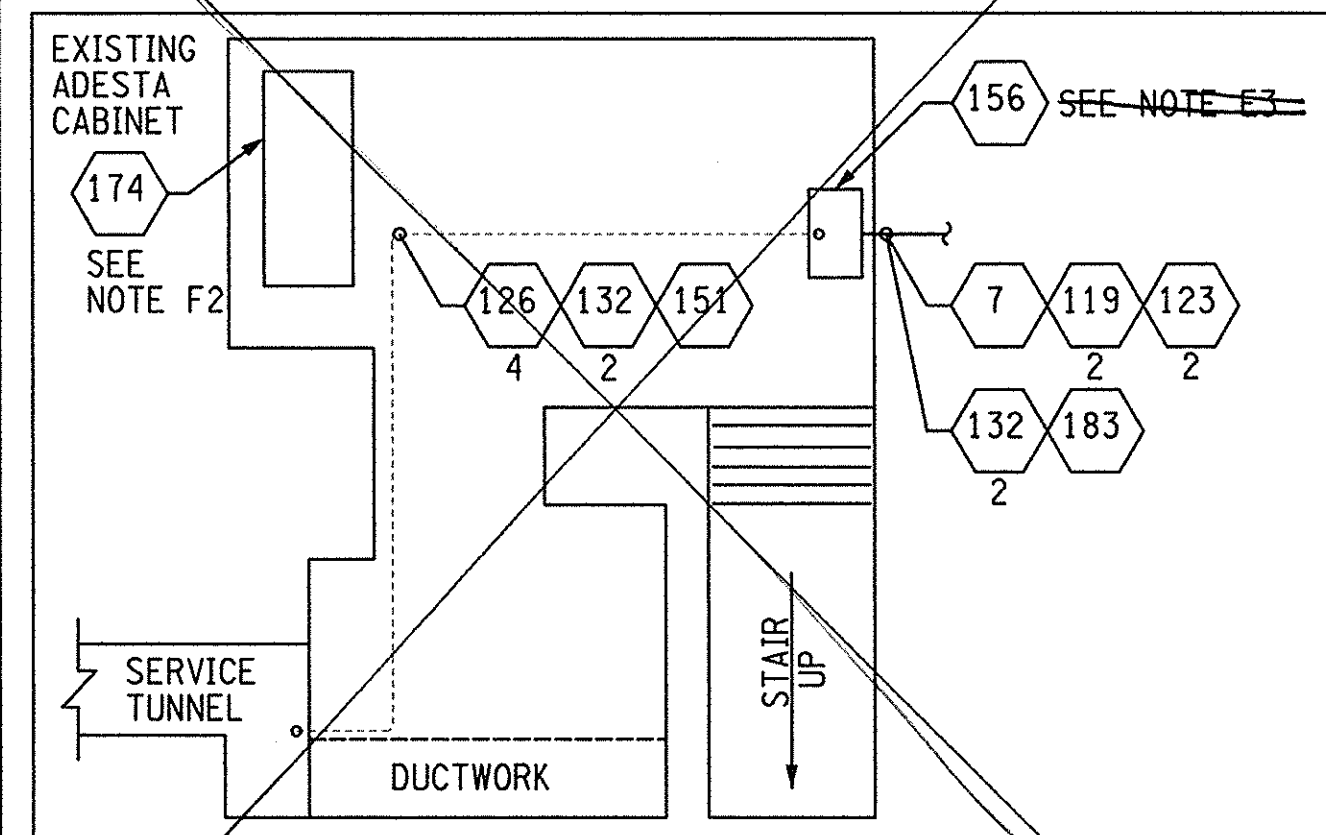 EXISTING
ADESTA
CABINET
174
SEE
NOTE F2
156 SEE NOTE E3
126 132 151
4 2
7 119 123
2 2
132 183
2
SERVICE
TUNNEL
DUCTWORK
STAIR
UP